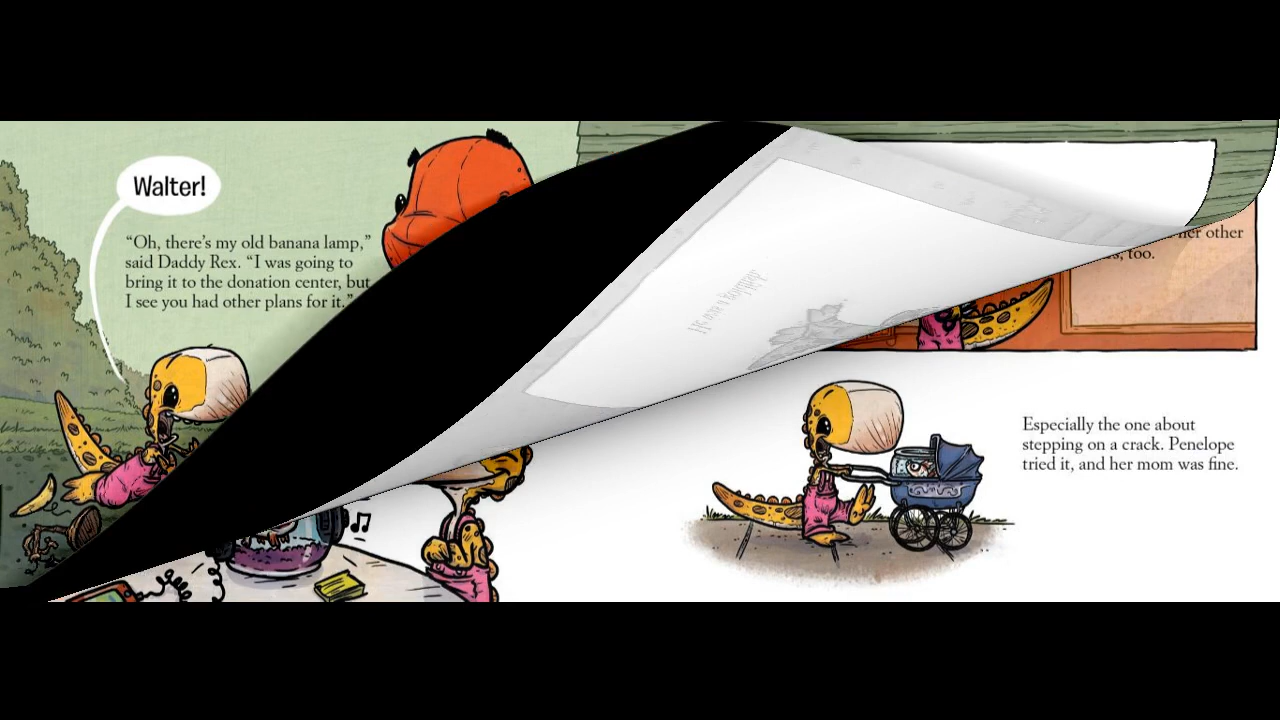 Walter!
“Oh, there’s my old banana lamp,”
said Daddy Rex. “I was going to
bring it to the donation center, but
I see you had other plans for it.”
her other
too.
Especially the one about
stepping on a crack. Penelope
tried it, and her mom was fine.